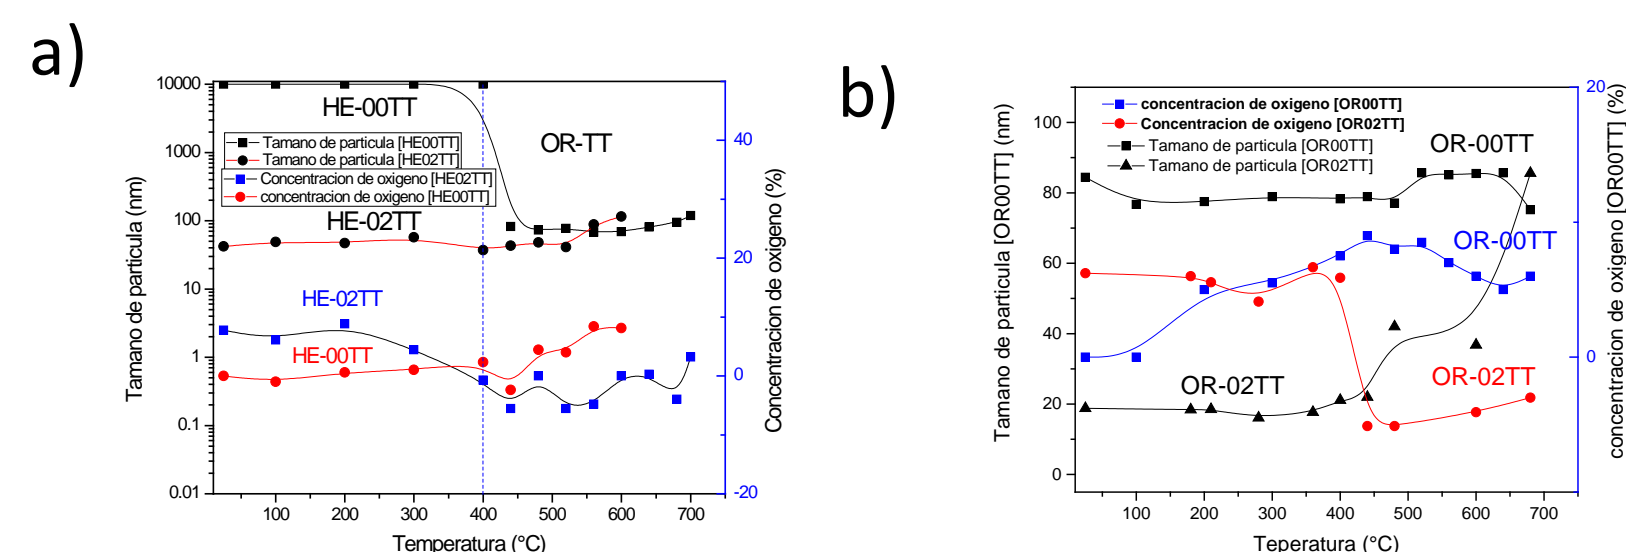 a)
Tamano de particula (nm)
10000
1000
100
10
1
0.1
0.01
HE-00TT
OR-TT
Tamano de particula [HE00TT]
Tamano de particula [HE02TT]
Concentracion de oxigeno [HE02TT]
concentracion de oxigeno [HE00TT]
HE-02TT
HE-02TT
HE-00TT
40
20
0
-20
Concentracion de oxigeno (%)
100 200 300 400 500 600 700
Temperatura (°C)
b)
Tamano de particula [OR00TT] (nm)
100
80
60
40
20
0
concentracion de oxigeno [OR00TT]
Concentracion de oxigeno [OR02TT]
Tamano de particula [OR00TT]
Tamano de particula [OR02TT]
OR-00TT
OR-00TT
OR-02TT
OR-02TT
20
0
concentracion de oxigeno [OR00TT] (%)
100 200 300 400 500 600 700
Teperatura (°C)